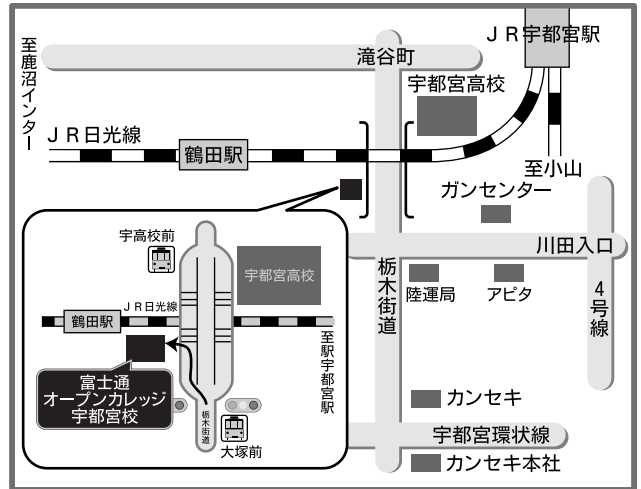 JR宇都宮駅
至鹿沼インター
滝谷町
宇都宮高校
JR日光線
鶴田駅
至小山
ガンセンター
川田入口
栃木街道
陸運局
アピタ
4号線
カンセキ
宇都宮環状線
カンセキ本社
宇高校前
宇都宮高校
JR日光線
鶴田駅
至駅宇都宮駅
富士通
オープンカレッジ
宇都宮校
栃木街道
大塚前